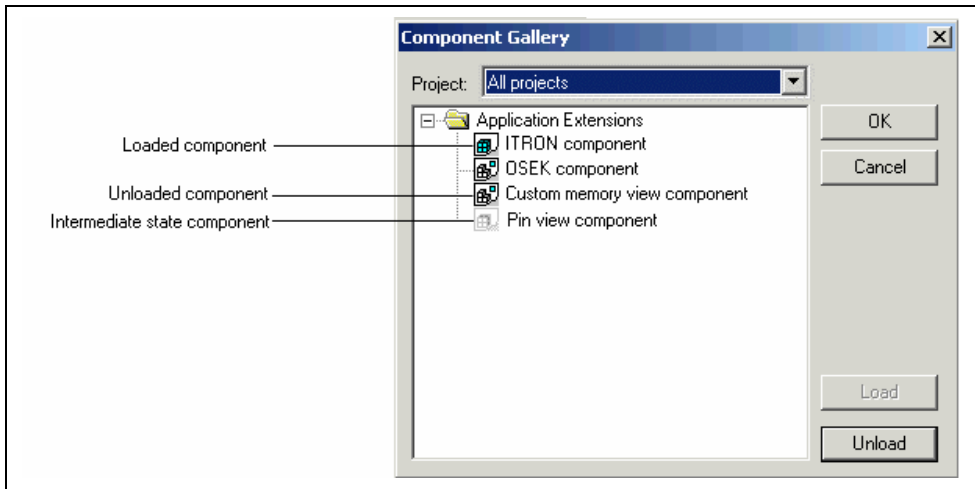 Component Gallery
Project: All projects
Application Extensions
OK
Loaded component
ITRON component
OSEK component
Cancel
Unloaded component
Custom memory view component
Intermediate state component
Pin view component
Load
Unload